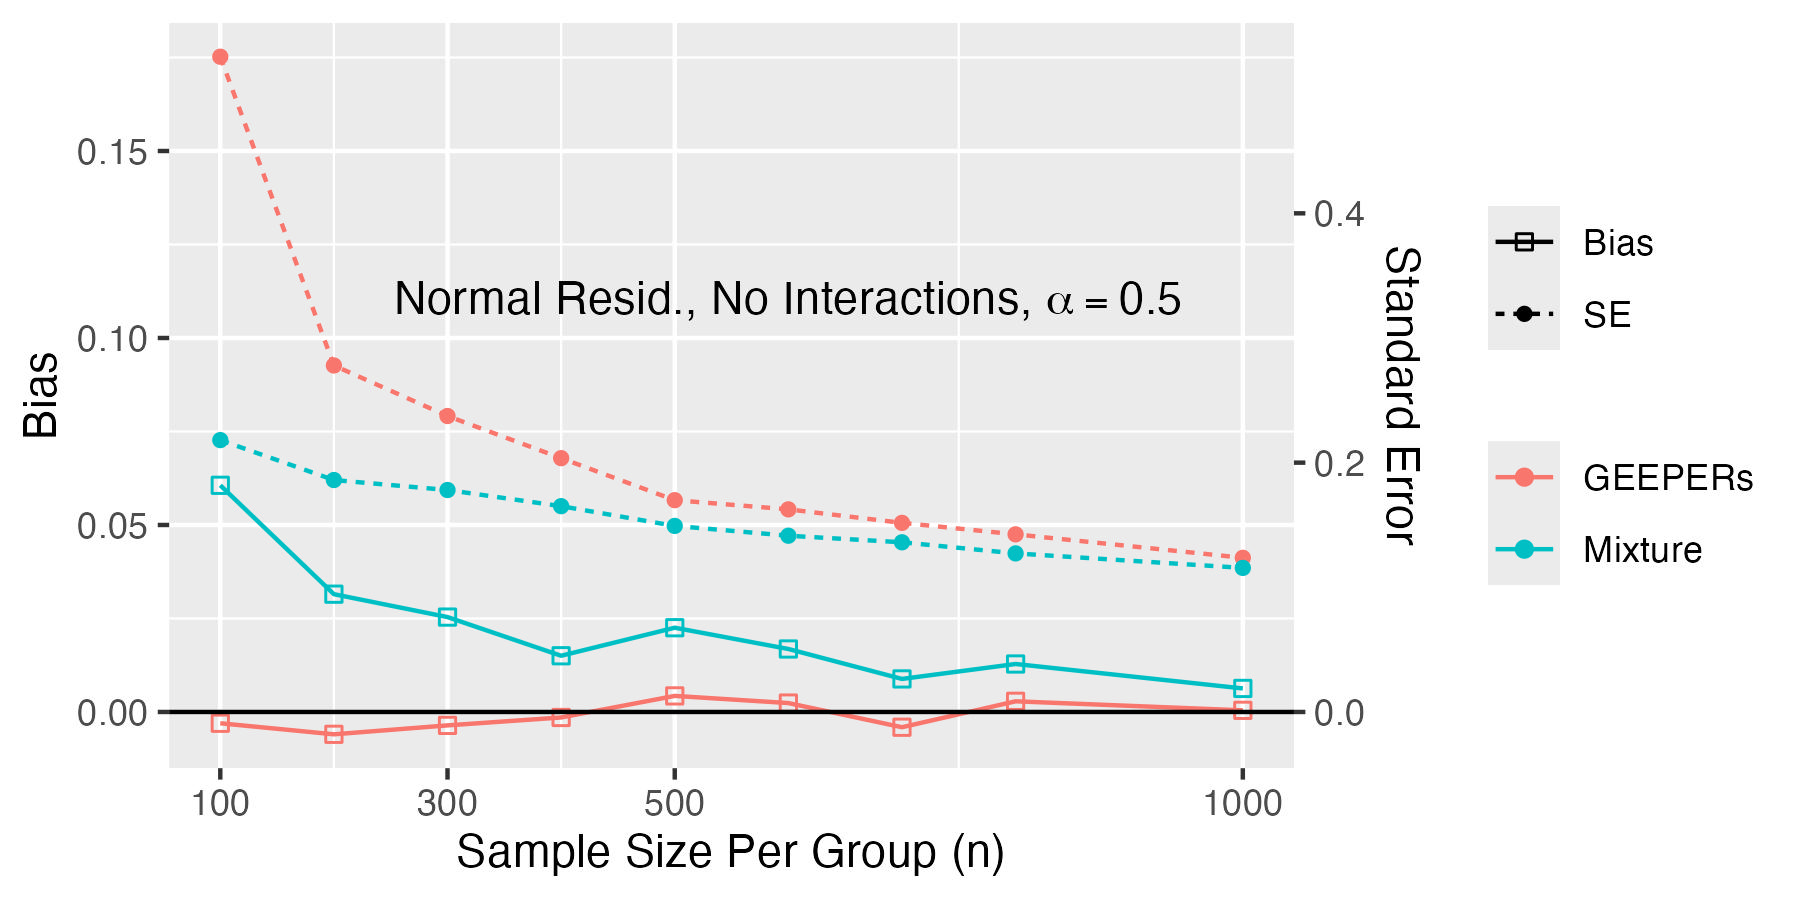 0.15
0.10
0.05
0.00
Bias
Normal Resid., No Interactions, α = 0.5
0.4
0.2
0.0
Standard Error
100 300 500 1000
Sample Size Per Group (n)
Bias
SE
GEEPERs
Mixture